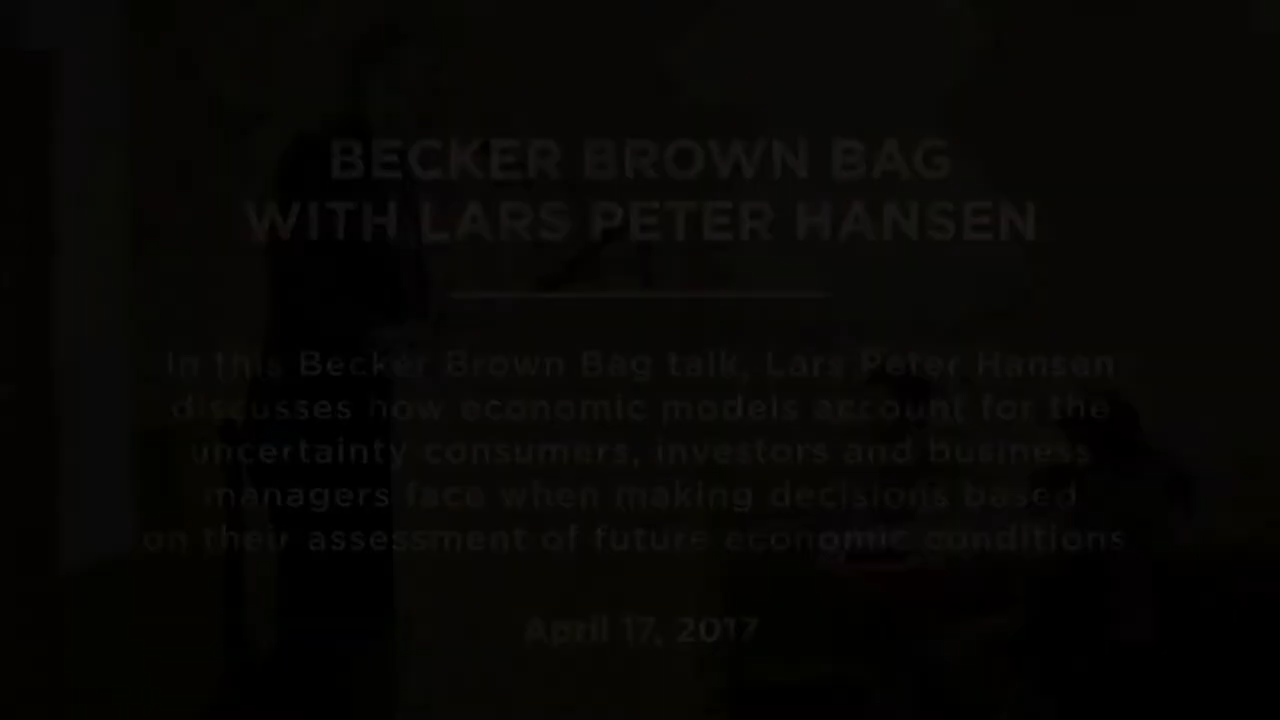 BECKER BROWN BAG
WITH LARS PETER HANSEN
In this Becker Brown Bag talk, Lars Peter Hansen
discusses how economic models account for the
uncertainty consumers, investors and business
managers face when making decisions based
on their assessment of future economic conditions
April 17, 2017